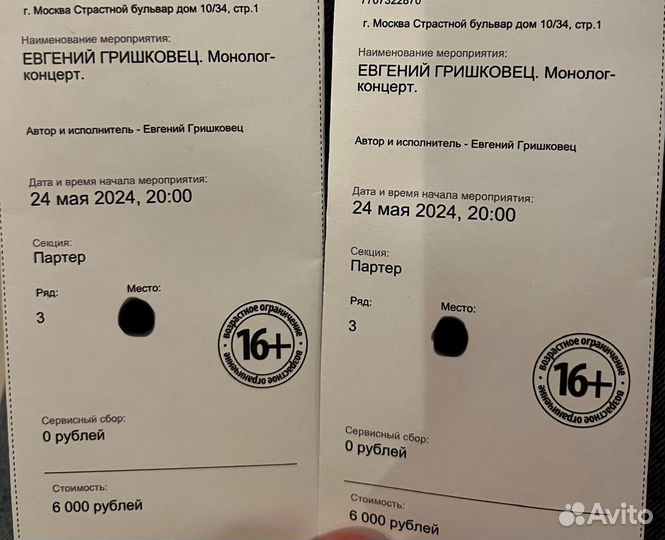 г. Москва Страстной бульвар дом 10/34, стр.1
Наименование мероприятия:
ЕВГЕНИЙ ГРИШКОВЕЦ. Монолог-
концерт.
Автор и исполнитель - Евгений Гришковец
Дата и время начала мероприятия:
24 мая 2024, 20:00
Секция:
Партер
Ряд:
Место:
3
возрастное ограничение
16+
возрастное ограничение
Сервисный сбор:
0 рублей
Стоимость:
6 000 рублей
г. Москва Страстной бульвар дом 10/34, стр.1
Наименование мероприятия:
ЕВГЕНИЙ ГРИШКОВЕЦ. Монолог-
концерт.
Автор и исполнитель - Евгений Гришковец
Дата и время начала мероприятия:
24 мая 2024, 20:00
Секция:
Партер
Ряд:
Место:
3
возрастное ограничение
16+
возрастное ограничение
Сервисный сбор:
0 рублей
Стоимость:
6 000 рублей
Avito